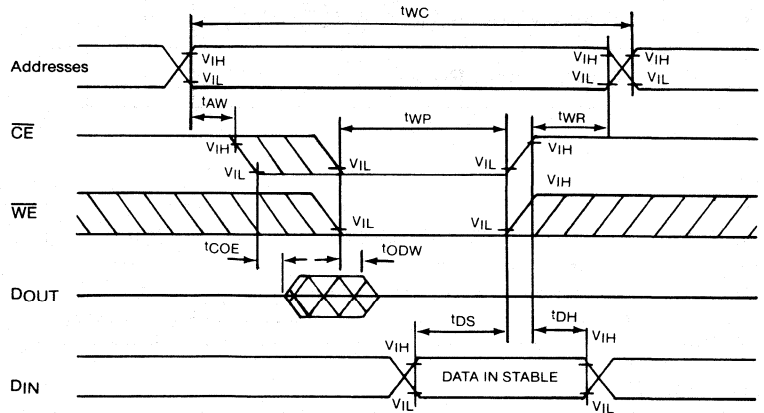 tWC
Addresses
VIH
VIL
VIH
VIL
VIH
VIL
tAW
tWP
tWR
CE
VIH
VIL
VIL
VIL
VIH
WE
VIL
VIL
VIH
tCOE
tODW
DOUT
tDS
tDH
DIN
VIH
VIL
DATA IN STABLE
VIH
VIL